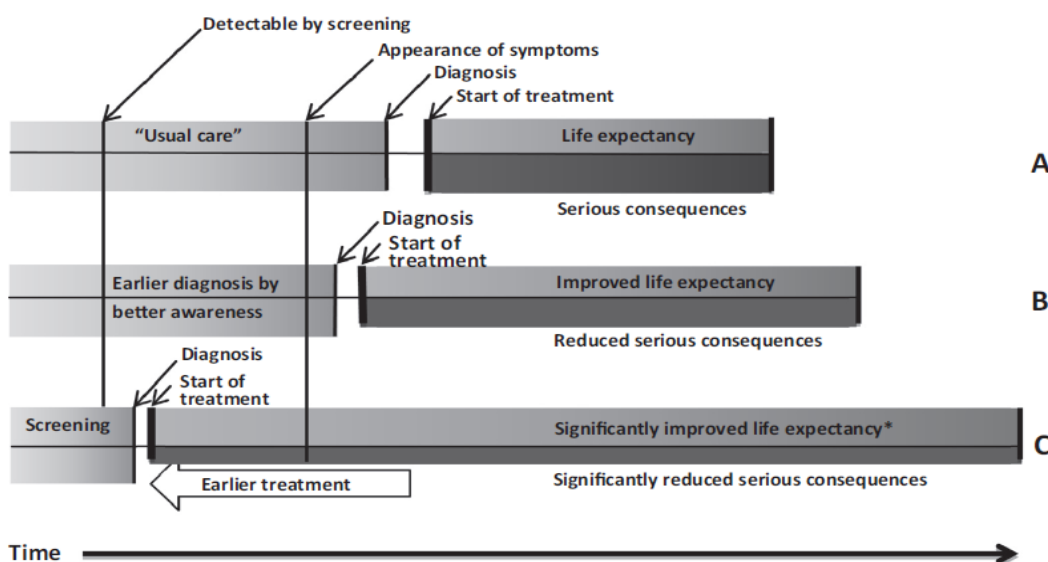 Detectable by screening
Appearance of symptoms
Diagnosis
Start of treatment
“Usual care”
Life expectancy
A
Serious consequences
Diagnosis
Start of
treatment
Earlier diagnosis by
better awareness
Improved life expectancy
B
Reduced serious consequences
Diagnosis
Start of
treatment
Screening
Significantly improved life expectancy*
C
Earlier treatment
Significantly reduced serious consequences
Time